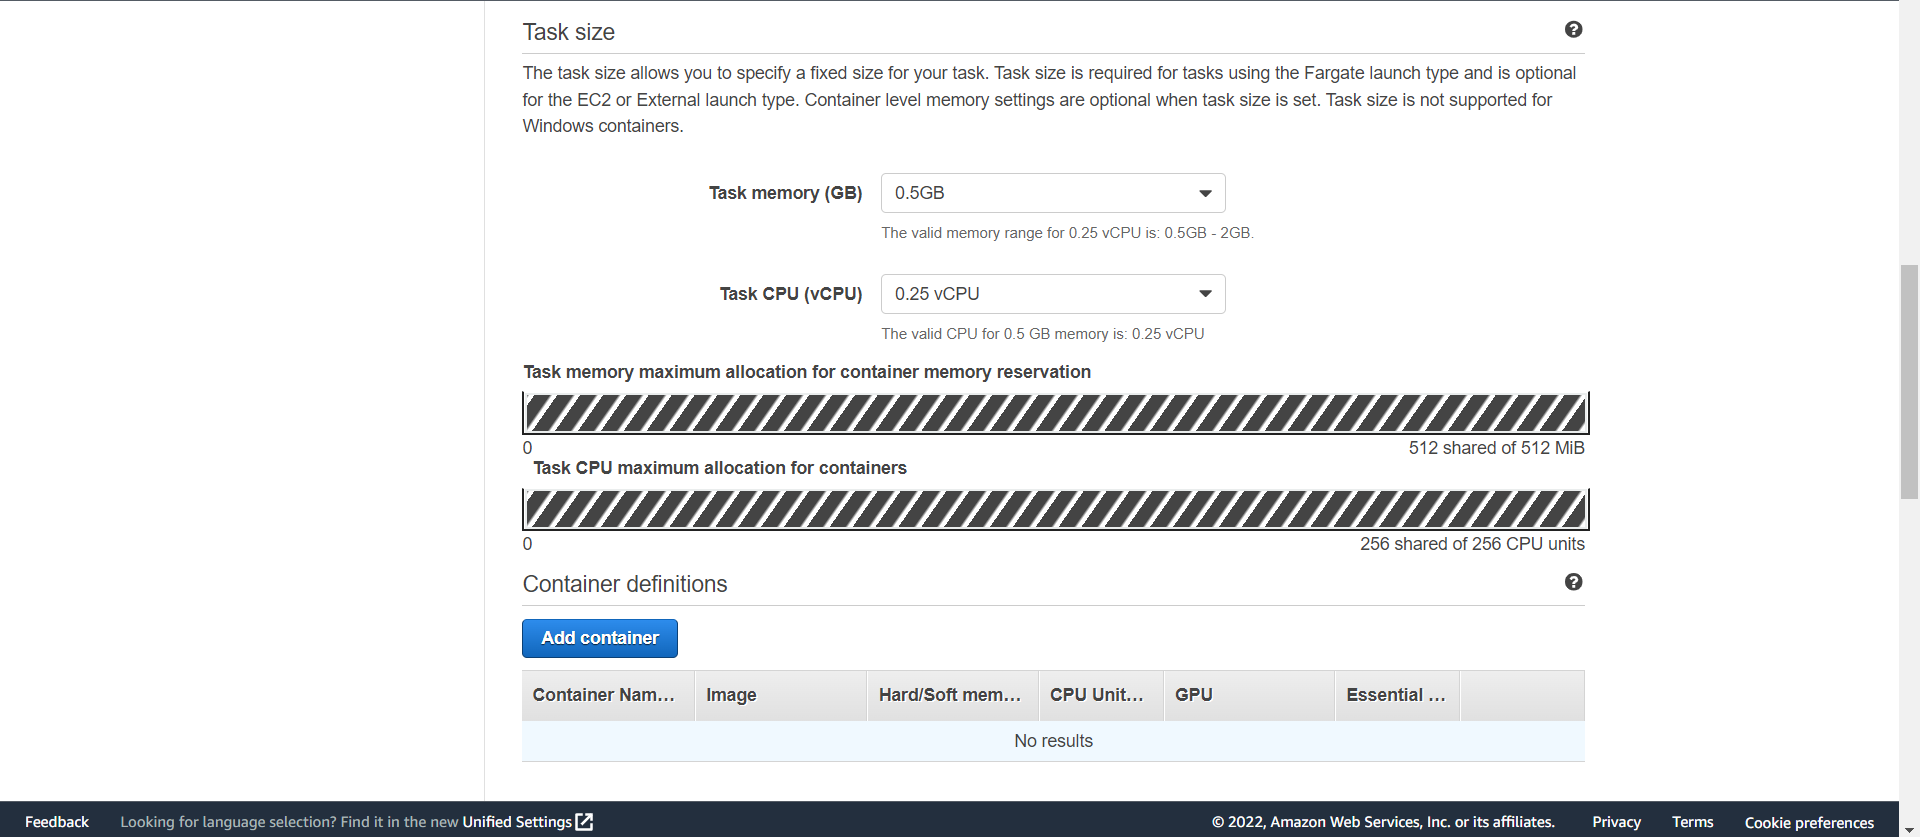 Task size
The task size allows you to specify a fixed size for your task. Task size is required for tasks using the Fargate launch type and is optional
for the EC2 or External launch type. Container level memory settings are optional when task size is set. Task size is not supported for
Windows containers.
Task memory (GB)
0.5GB
The valid memory range for 0.25 vCPU is: 0.5GB - 2GB.
Task CPU (vCPU)
0.25 vCPU
The valid CPU for 0.5 GB memory is: 0.25 vCPU
Task memory maximum allocation for container memory reservation
0
512 shared of 512 MiB
Task CPU maximum allocation for containers
0
256 shared of 256 CPU units
Container definitions
Add container
Container Nam... Image Hard/Soft mem... CPU Unit... GPU Essential ...
No results
Feedback Looking for language selection? Find it in the new Unified Settings © 2022, Amazon Web Services, Inc. or its affiliates. Privacy Terms Cookie preferences